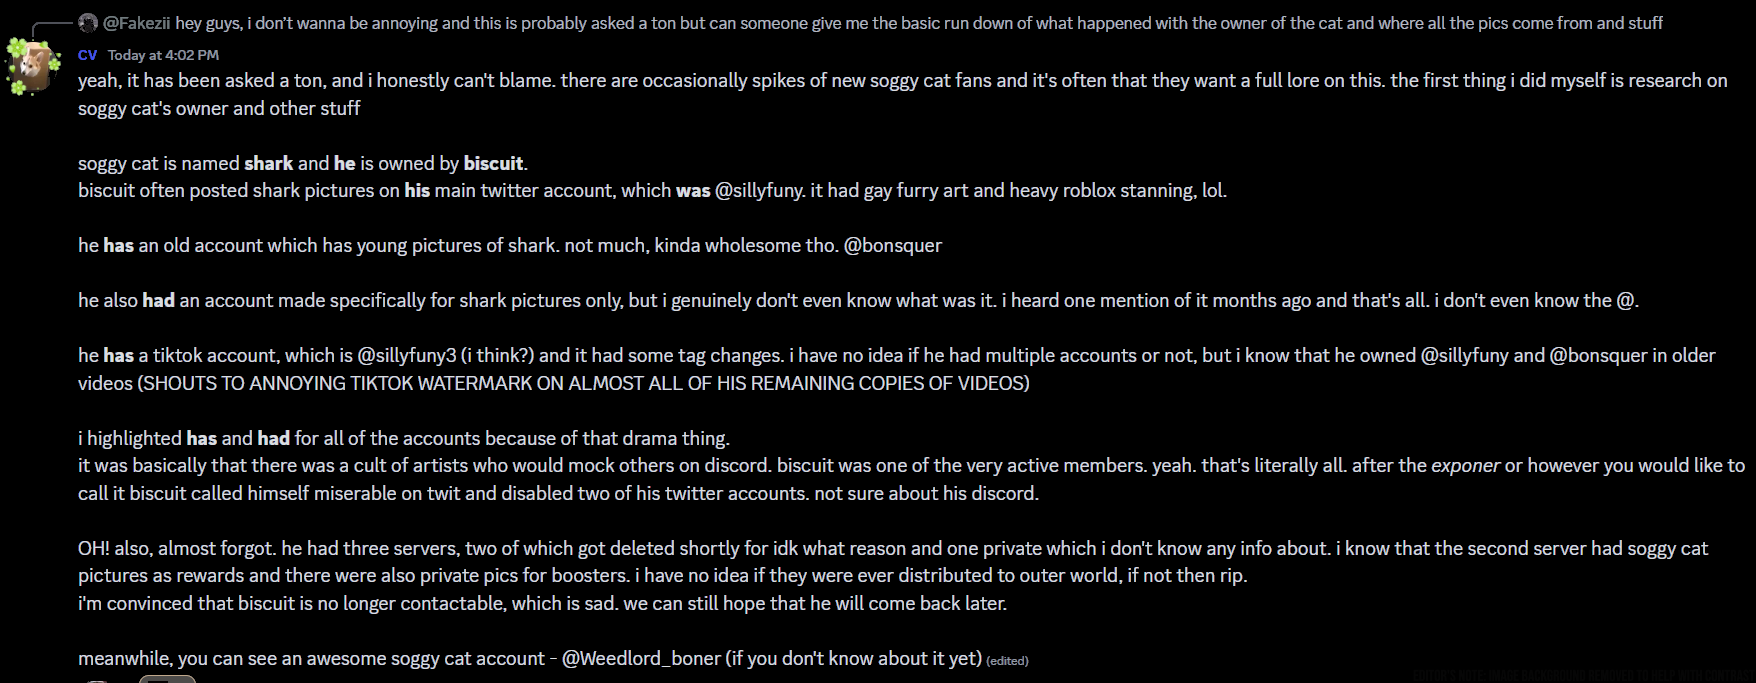 @Fakezii hey guys, i don’t wanna be annoying and this is probably asked a ton but can someone give me the basic run down of what happened with the owner of the cat and where all the pics come from and stuff
CV Today at 4:02 PM
yeah, it has been asked a ton, and i honestly can't blame. there are occasionally spikes of new soggy cat fans and it's often that they want a full lore on this. the first thing i did myself is research on
soggy cat's owner and other stuff
soggy cat is named shark and he is owned by biscuit.
biscuit often posted shark pictures on his main twitter account, which was @sillyfuny. it had gay furry art and heavy roblox stanning, lol.
he has an old account which has young pictures of shark. not much, kinda wholesome tho. @bonsquer
he also had an account made specifically for shark pictures only, but i genuinely don't even know what was it. i heard one mention of it months ago and that's all. i don't even know the @.
he has a tiktok account, which is @sillyfuny3 (i think?) and it had some tag changes. i have no idea if he had multiple accounts or not, but i know that he owned @sillyfuny and @bonsquer in older
videos (SHOUTS TO ANNOYING TIKTOK WATERMARK ON ALMOST ALL OF HIS REMAINING COPIES OF VIDEOS)
i highlighted has and had for all of the accounts because of that drama thing.
it was basically that there was a cult of artists who would mock others on discord. biscuit was one of the very active members. yeah. that's literally all. after the exponer or however you would like to
call it biscuit called himself miserable on twit and disabled two of his twitter accounts. not sure about his discord.
OH! also, almost forgot. he had three servers, two of which got deleted shortly for idk what reason and one private which i don't know any info about. i know that the second server had soggy cat
pictures as rewards and there were also private pics for boosters. i have no idea if they were ever distributed to outer world, if not then rip.
i'm convinced that biscuit is no longer contactable, which is sad. we can still hope that he will come back later.
meanwhile, you can see an awesome soggy cat account - @Weedlord_boner (if you don't know about it yet) (edited)